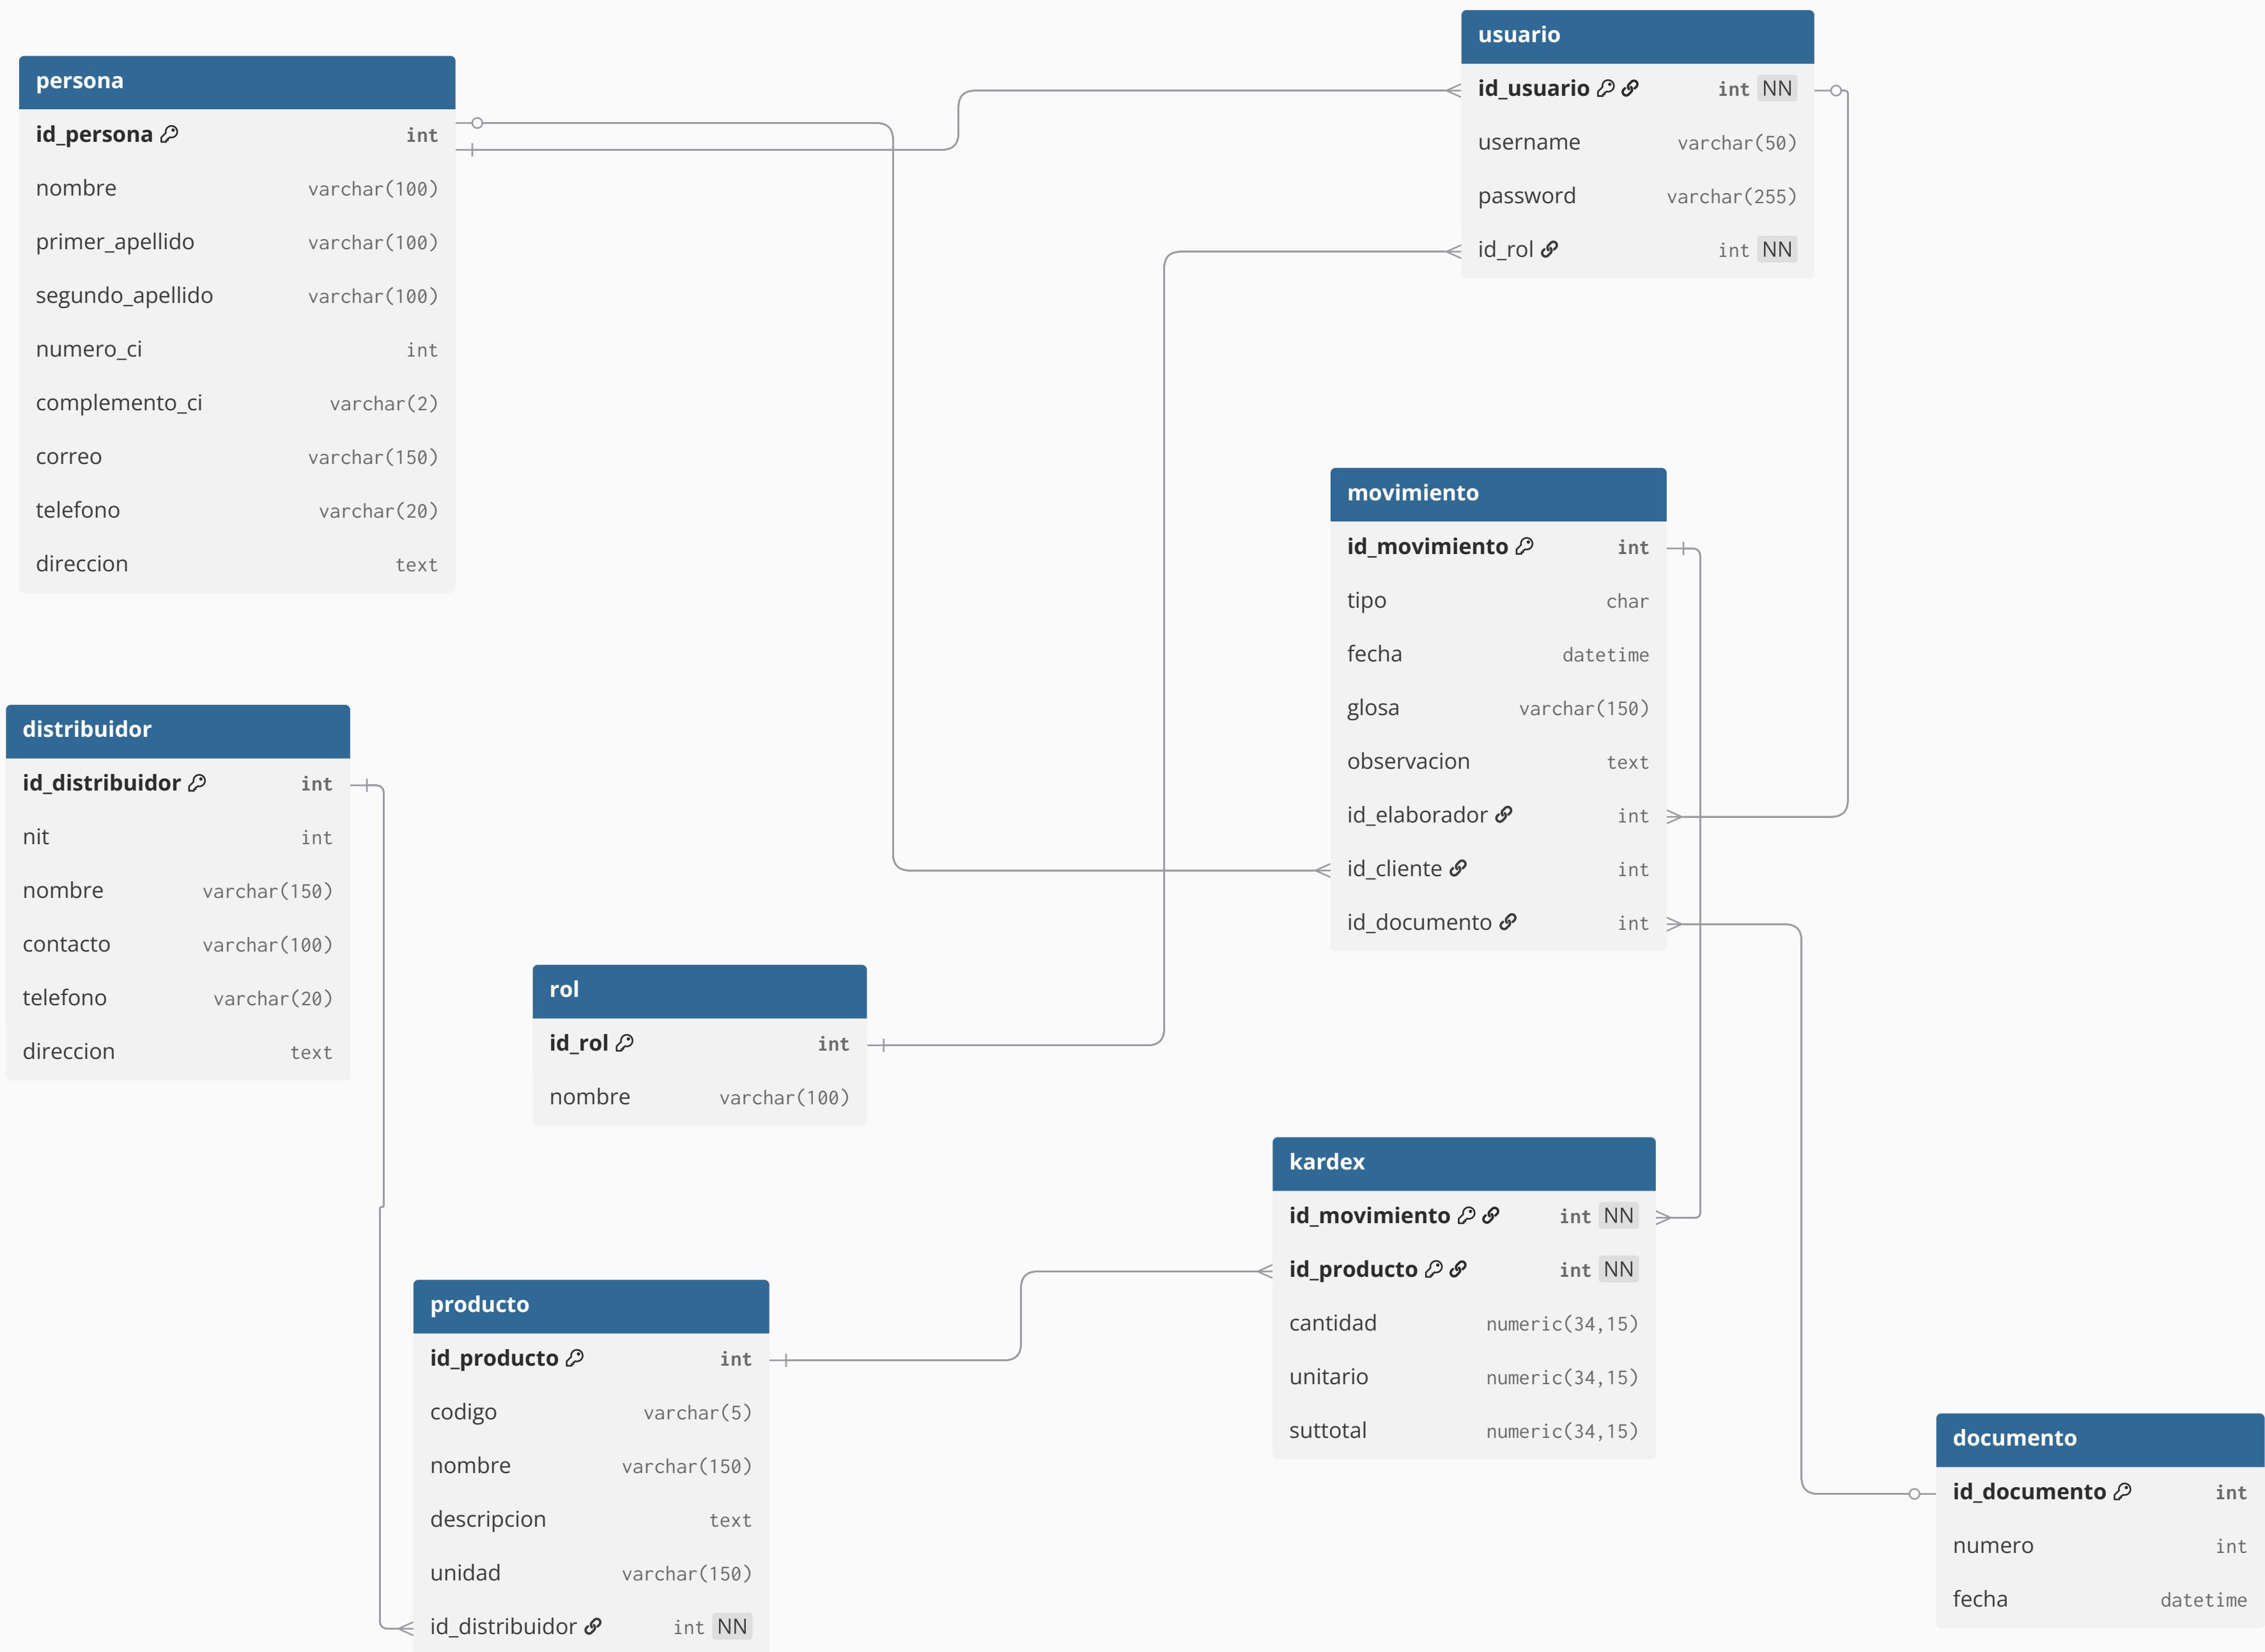 persona
id_persona int
nombre varchar(100)
primer_apellido varchar(100)
segundo_apellido varchar(100)
numero_ci int
complemento_ci varchar(2)
correo varchar(150)
telefono varchar(20)
direccion text
usuario
id_usuario int NN
username varchar(50)
password varchar(255)
id_rol int NN
movimiento
id_movimiento int
tipo char
fecha datetime
glosa varchar(150)
observacion text
id_elaborador int
id_cliente int
id_documento int
distribuidor
id_distribuidor int
nit int
nombre varchar(150)
contacto varchar(100)
telefono varchar(20)
direccion text
rol
id_rol int
nombre varchar(100)
kardex
id_movimiento int NN
id_producto int NN
cantidad numeric(34,15)
unitario numeric(34,15)
suttotal numeric(34,15)
producto
id_producto int
codigo varchar(5)
nombre varchar(150)
descripcion text
unidad varchar(150)
id_distribuidor int NN
documento
id_documento int
numero int
fecha datetime